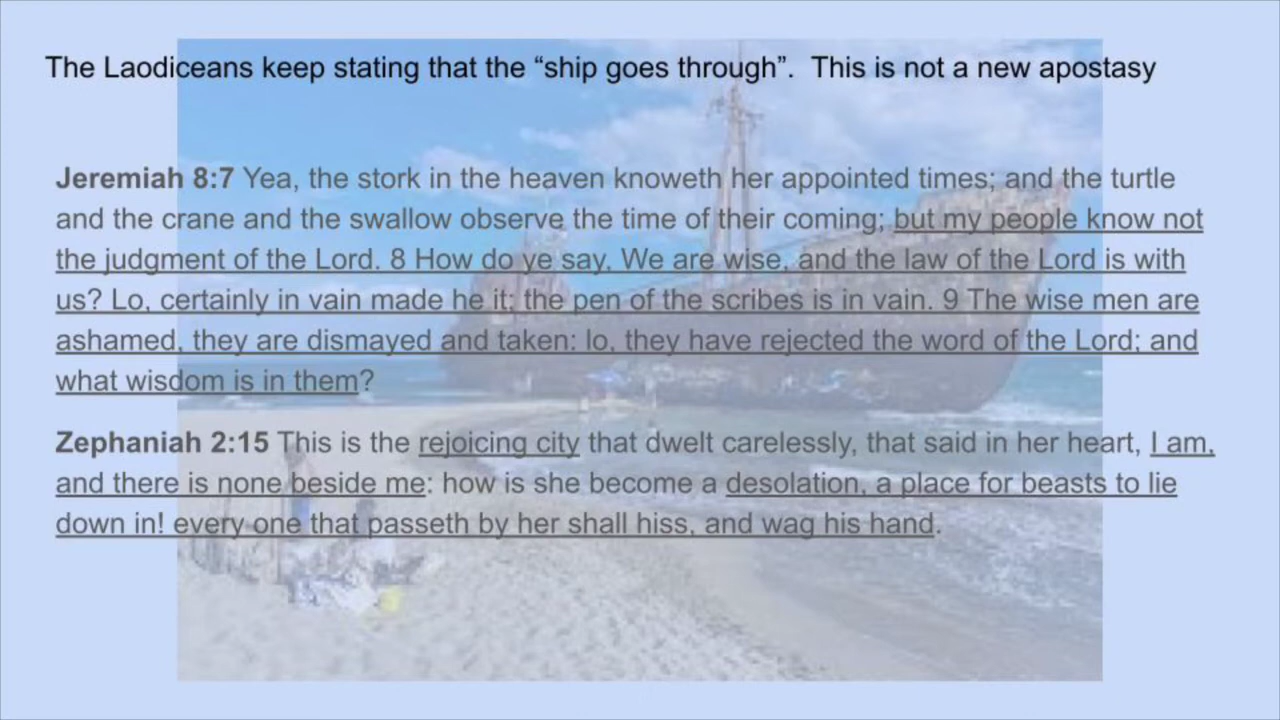 The Laodiceans keep stating that the “ship goes through”.  This is not a new apostasy
Jeremiah 8:7 Yea, the stork in the heaven knoweth her appointed times; and the turtle
and the crane and the swallow observe the time of their coming; but my people know not
the judgment of the Lord. 8 How do ye say, We are wise, and the law of the Lord is with
us? Lo, certainly in vain made he it; the pen of the scribes is in vain. 9 The wise men are
ashamed, they are dismayed and taken: lo, they have rejected the word of the Lord; and
what wisdom is in them?
Zephaniah 2:15 This is the rejoicing city that dwelt carelessly, that said in her heart, I am,
and there is none beside me: how is she become a desolation, a place for beasts to lie
down in! every one that passeth by her shall hiss, and wag his hand.